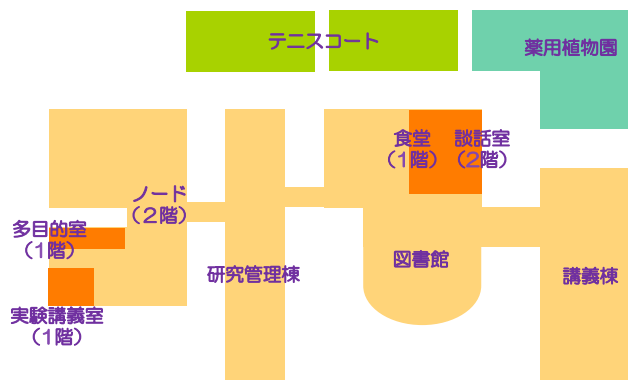 テニスコート
薬用植物園
食堂
（1階）
談話室
（2階）
ノード
（２階）
多目的室
（1階）
図書館
研究管理棟
講義棟
実験講義室
（1階）